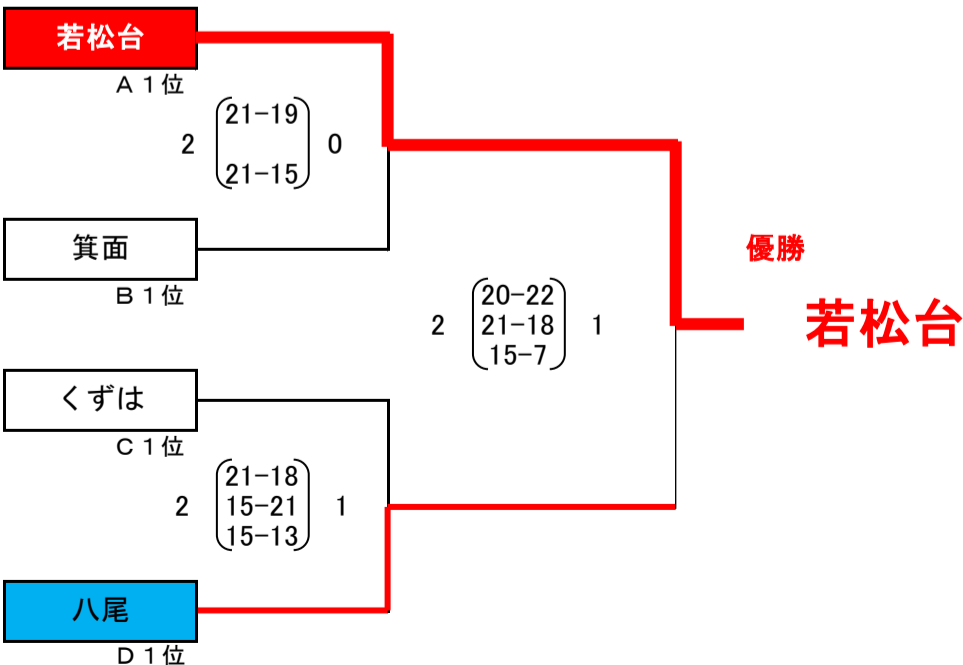 若松台
A1位
2 21-19 0
21-15
箕面
B1位
優勝
若松台
20-22
2 21-18 1
15-7
くずは
C1位
21-18
2 15-21 1
15-13
八尾
D1位